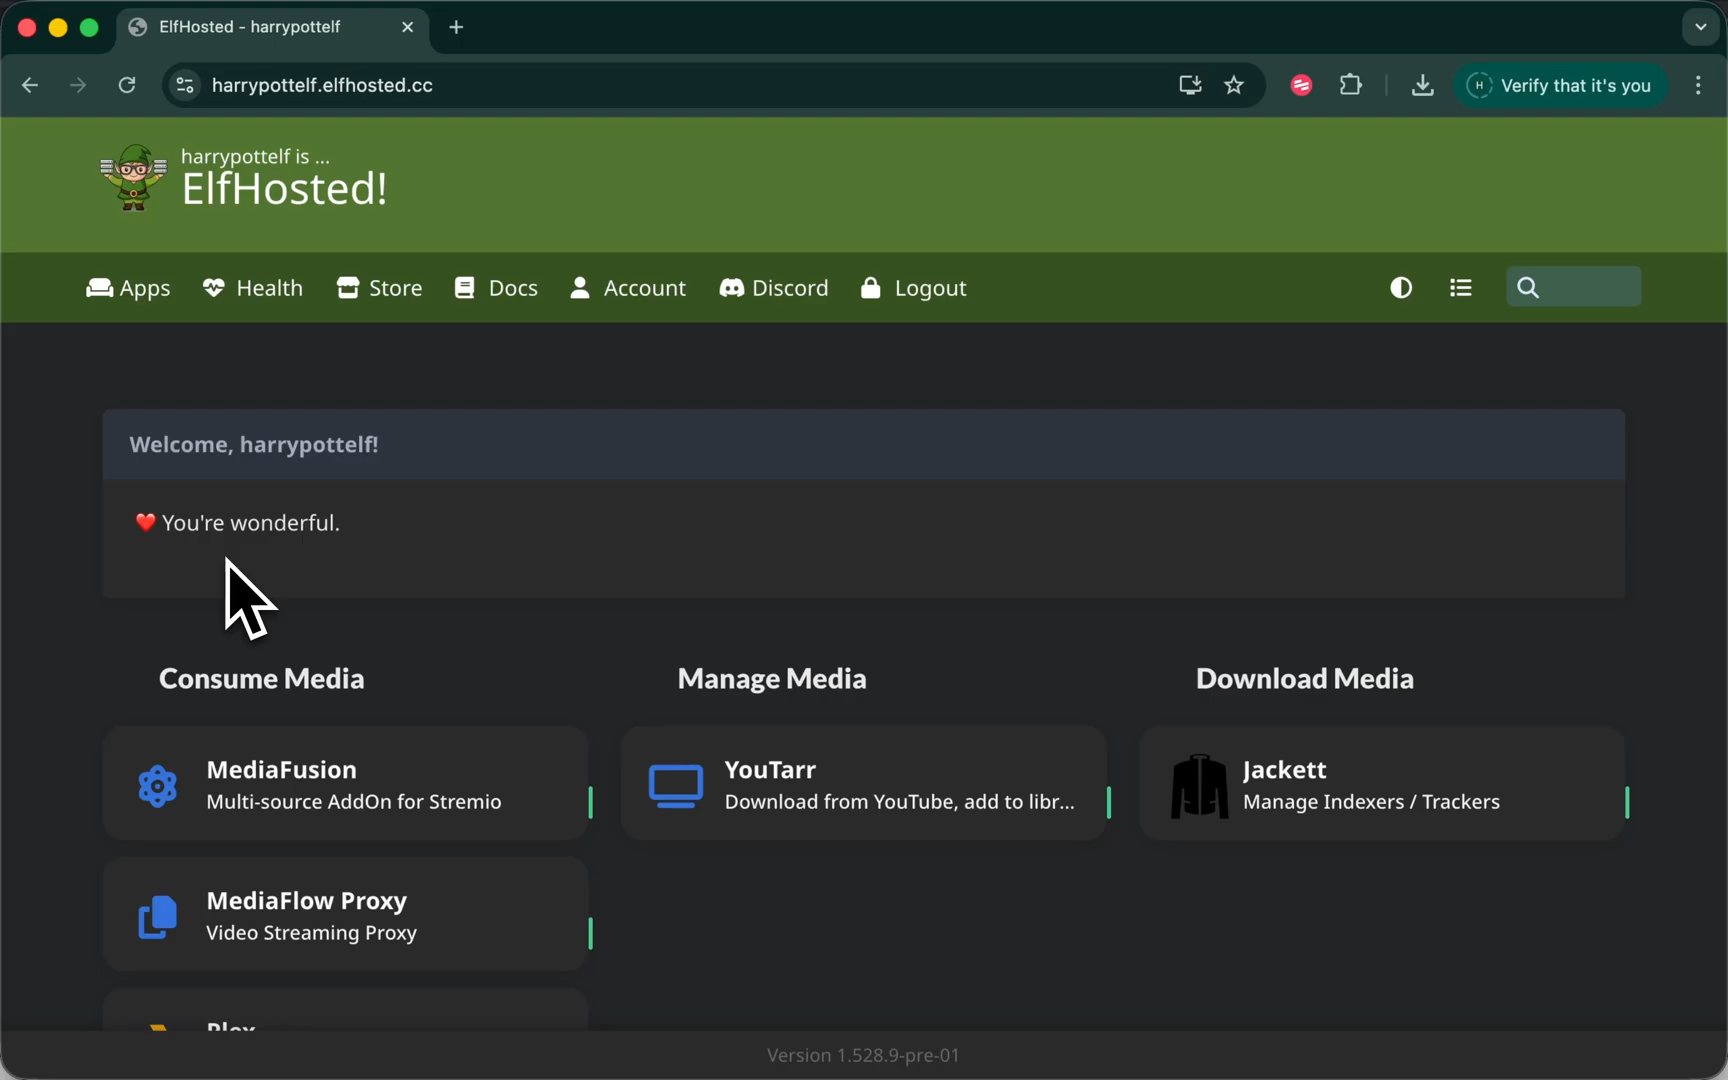 ElfHosted - harrypottelf
harrypottelf.elfhosted.cc
H
Verify that it's you
harrypottelf is ...
ElfHosted!
Apps
Health
Store
Docs
Account
Discord
Logout
Welcome, harrypottelf!
❤️ You're wonderful.
Consume Media
Manage Media
Download Media
MediaFusion
Multi-source AddOn for Stremio
YouTarr
Download from YouTube, add to libr...
Jackett
Manage Indexers / Trackers
MediaFlow Proxy
Video Streaming Proxy
Plex
Version 1.528.9-pre-01